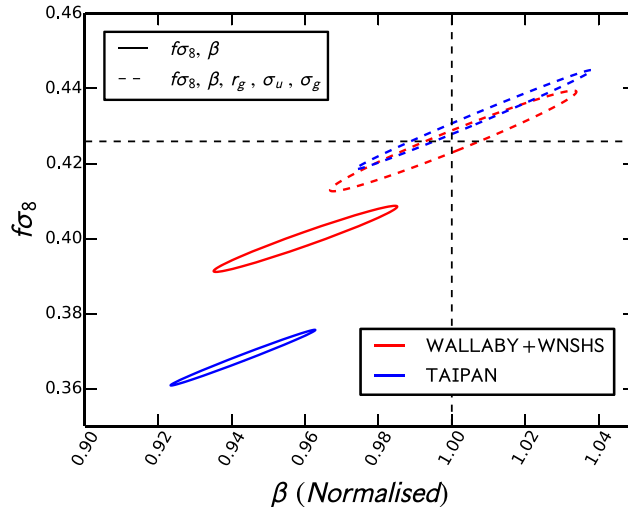 0.46
0.44
0.42
0.40
0.38
0.36
fσ8
fσ8, β
fσ8, β, rg , σu , σg
WALLABY+WNSHS
TAIPAN
0.90
0.92
0.94
0.96
0.98
1.00
1.02
1.04
β (Normalised)